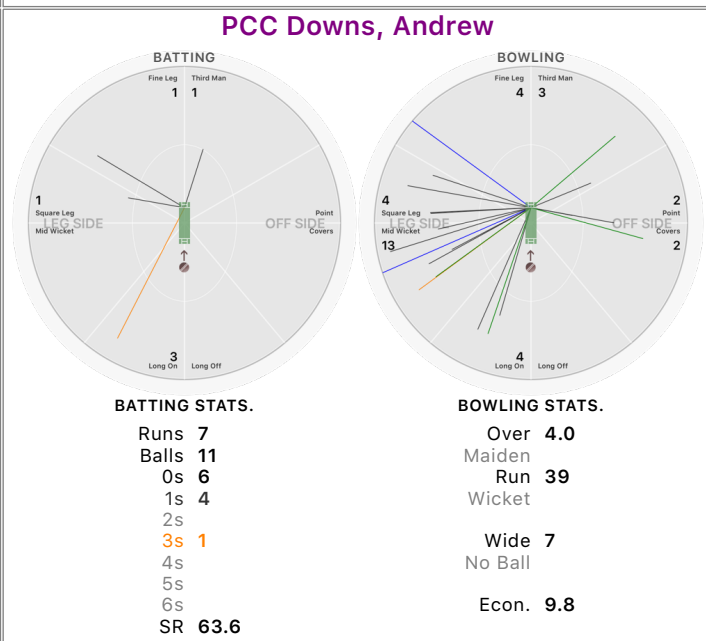 PCC Downs, Andrew
BATTING
Fine Leg Third Man
1 1
1
Square Leg
LEG SIDE
Mid Wicket
Point
OFF SIDE
Covers
3
Long On Long Off
BATTING STATS.
Runs 7
Balls 11
0s 6
1s 4
2s
3s 1
4s
5s
6s
SR 63.6
BOWLING
Fine Leg Third Man
4 3
4
Square Leg
LEG SIDE
Mid Wicket
13
2
Point
OFF SIDE
Covers
2
4
Long On Long Off
BOWLING STATS.
Over 4.0
Maiden
Run 39
Wicket
Wide 7
No Ball
Econ. 9.8